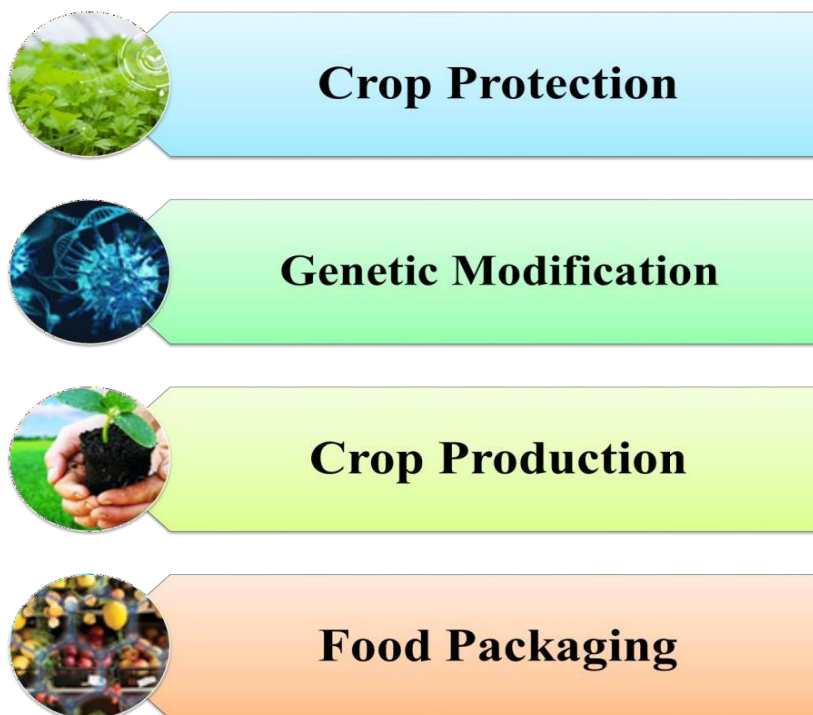 Crop Protection
Genetic Modification
Crop Production
Food Packaging